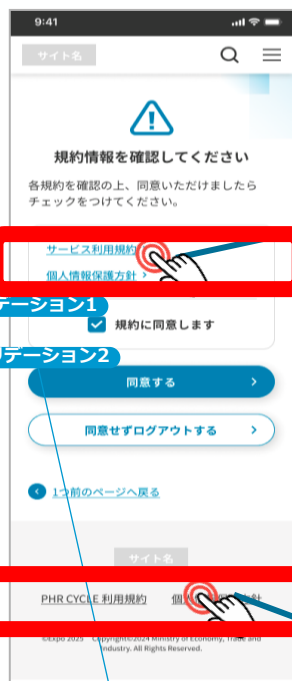 9:41
サイト名
規約情報を確認してください
各規約を確認の上、同意いただけましたら
チェックをつけてください。
サービス利用規約
個人情報保護方針 >
デーション1
規約に同意します
デーション2
同意する >
同意せずログアウトする >
1つ前のページへ戻る
サイト名
PHR CYCLE 利用規約 個人
©Expo 2025 Copyrights2024 Ministry of Economy, Trade and
Industry. All Rights Reserved.